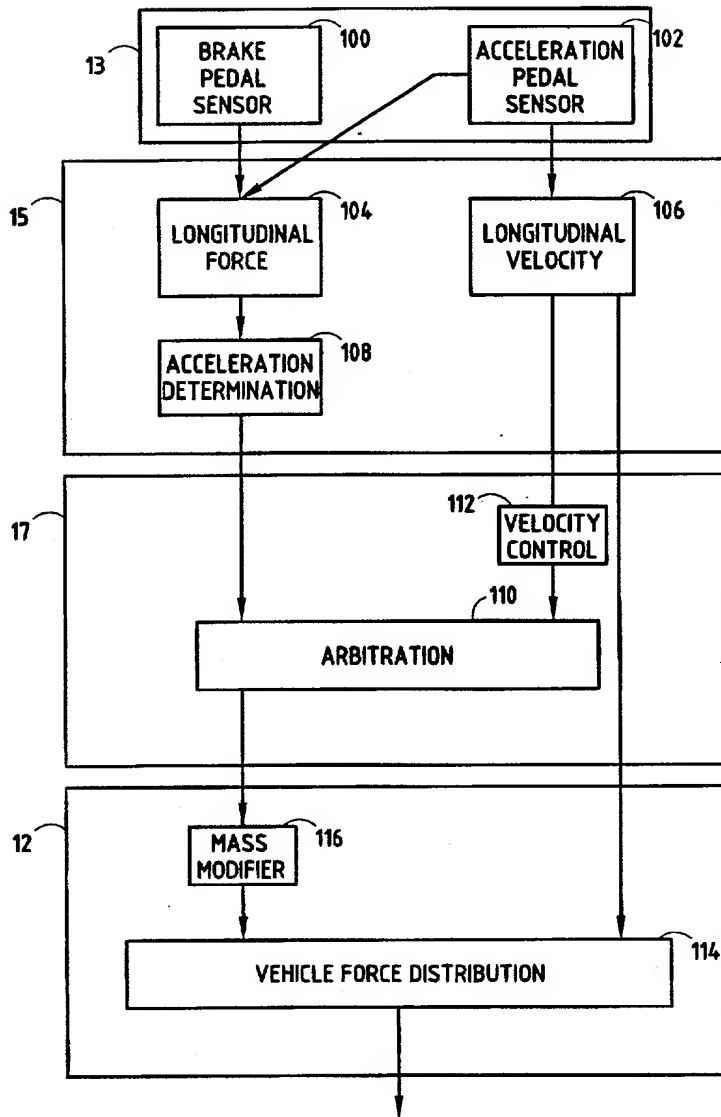 100
102
13
BRAKE
PEDAL
SENSOR
ACCELERATION
PEDAL
SENSOR
15
104
106
LONGITUDINAL
FORCE
LONGITUDINAL
VELOCITY
108
ACCELERATION
DETERMINATION
17
112
VELOCITY
CONTROL
110
ARBITRATION
12
116
MASS
MODIFIER
114
VEHICLE FORCE DISTRIBUTION